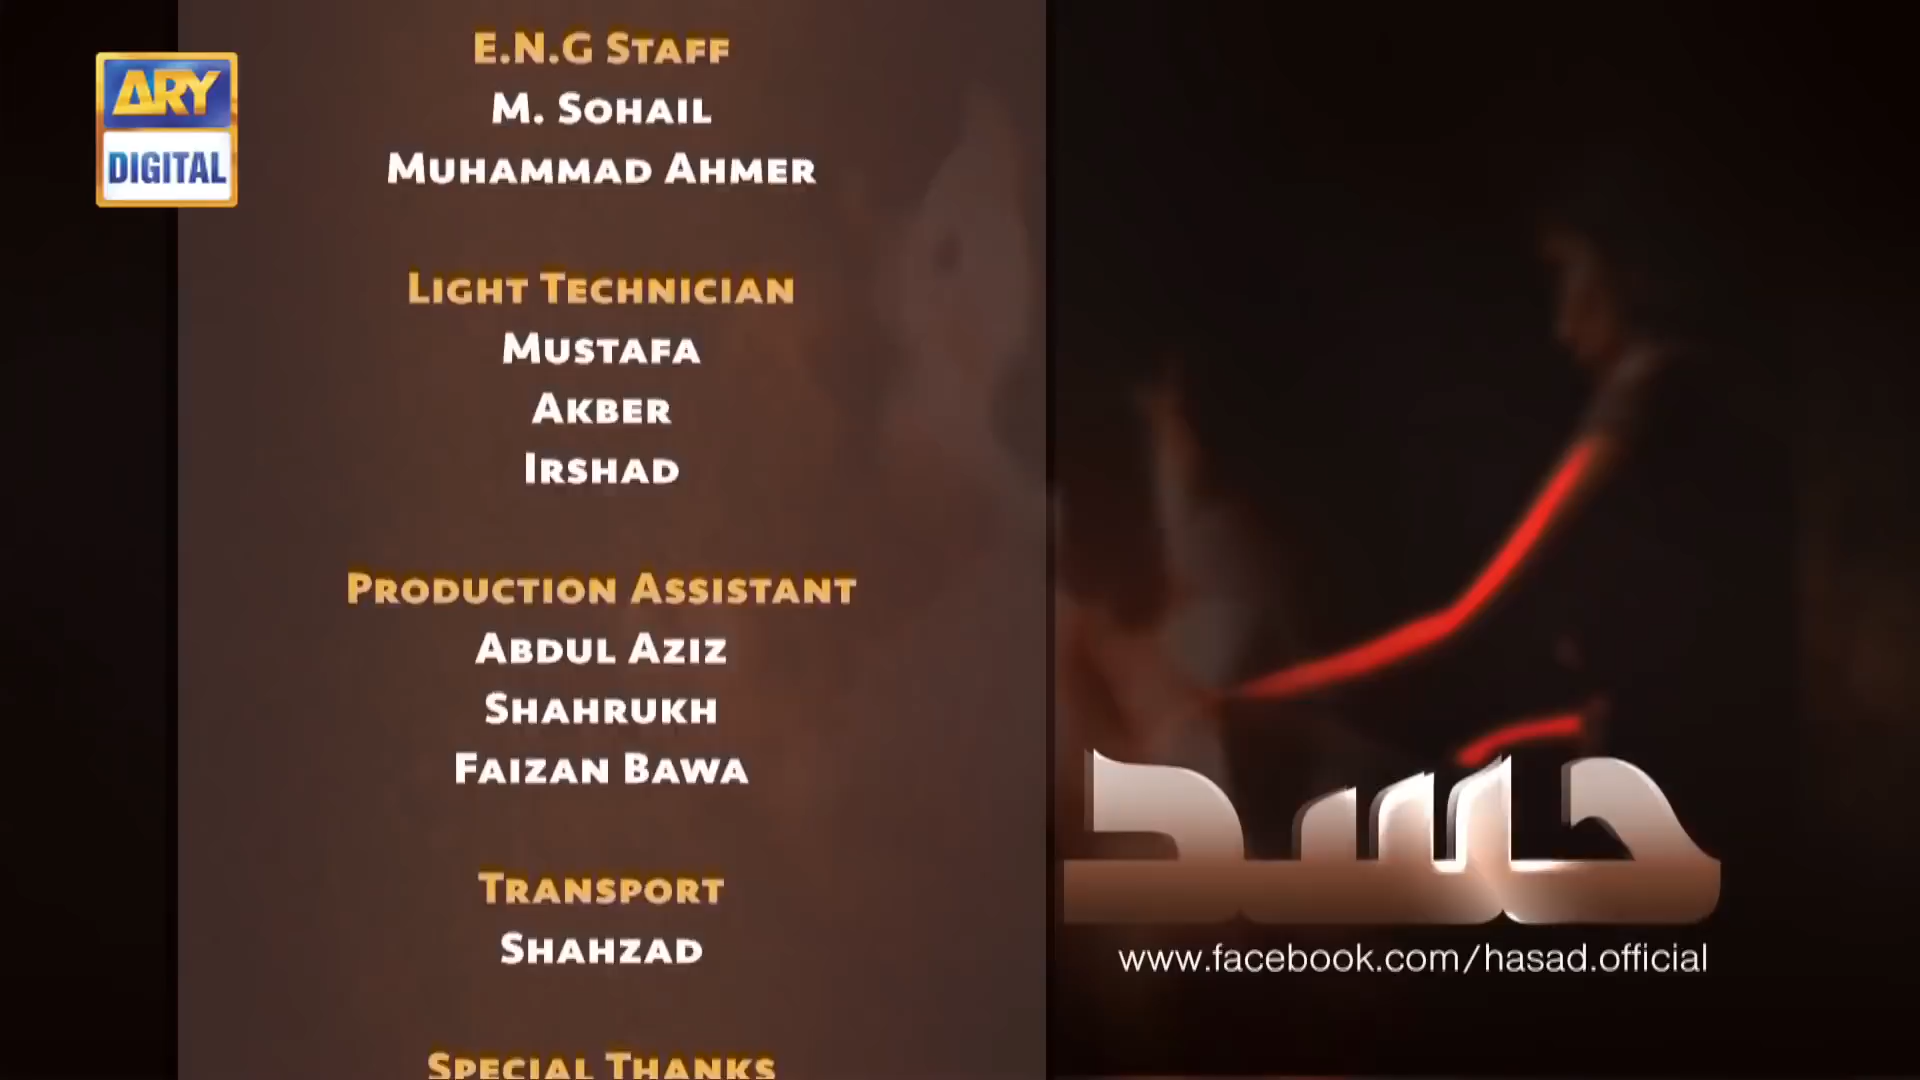 ARY
DIGITAL
E.N.G STAFF
M. SOHAIL
MUHAMMAD AHMER
LIGHT TECHNICIAN
MUSTAFA
AKBER
IRSHAD
PRODUCTION ASSISTANT
ABDUL AZIZ
SHAHRUKH
FAIZAN BAWA
TRANSPORT
SHAHZAD
SPECIAL THANKS
حسد
www.facebook.com/hasad.official